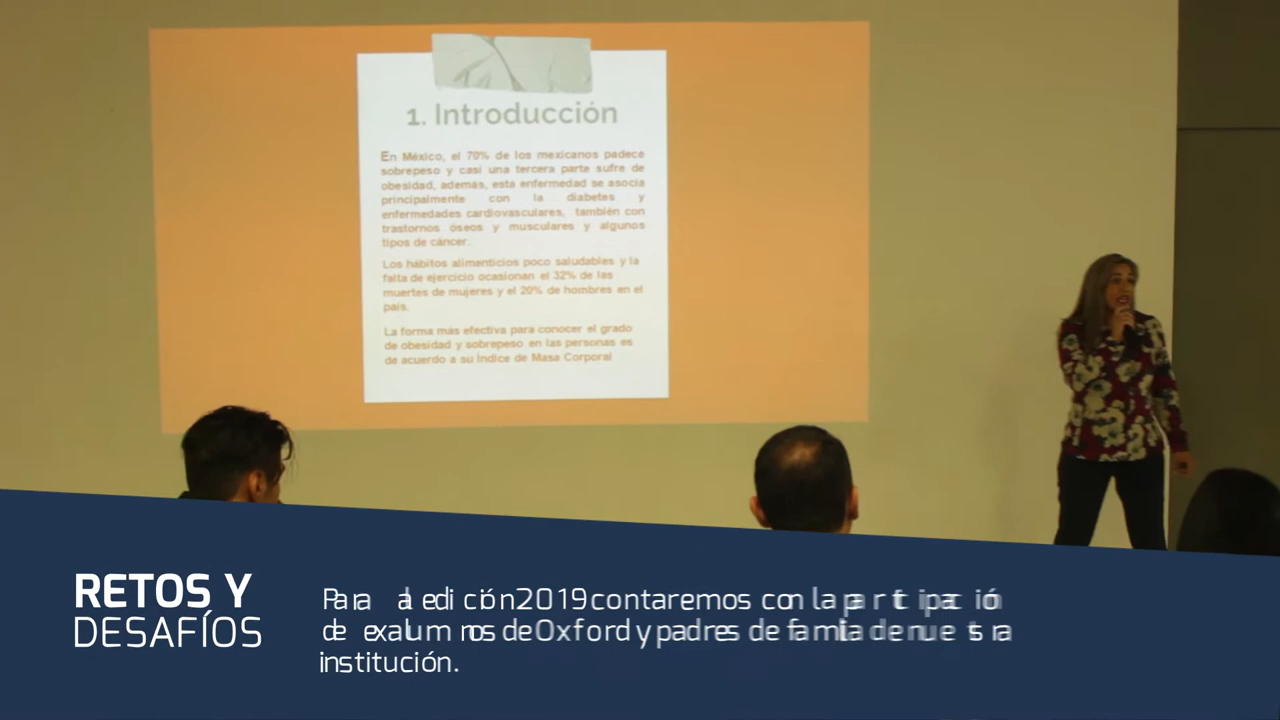 1. Introducción
En México, el 70% de los mexicanos padece
sobrepeso y casi una tercera parte sufre de
obesidad, además, esta enfermedad se asocia
principalmente con la diabetes y
enfermedades cardiovasculares, también con
trastornos óseos y musculares y algunos
tipos de cáncer.
Los hábitos alimenticios poco saludables y la
falta de ejercicio ocasionan el 32% de las
muertes de mujeres y el 20% de hombres en el
país.
La forma más efectiva para conocer el grado
de obesidad y sobrepeso en las personas es
de acuerdo a su Índice de Masa Corporal
RETOS Y
DESAFÍOS
Para la edición 2019 contaremos con la participación
de exalumnos de Oxford y padres de familia de nuestra
institución.